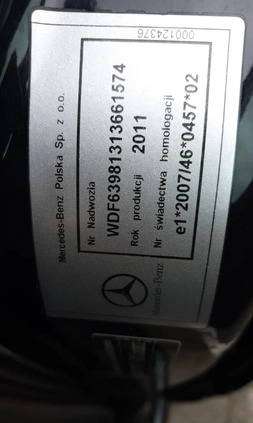 000124376
Mercedes-Benz Polska Sp. z o.o.
Nr Nadwozia
WDF63981313661574
Rok produkcji 2011
Nr świadectwa homologacji
e1*2007/46*0457*02
Mercedes-Benz